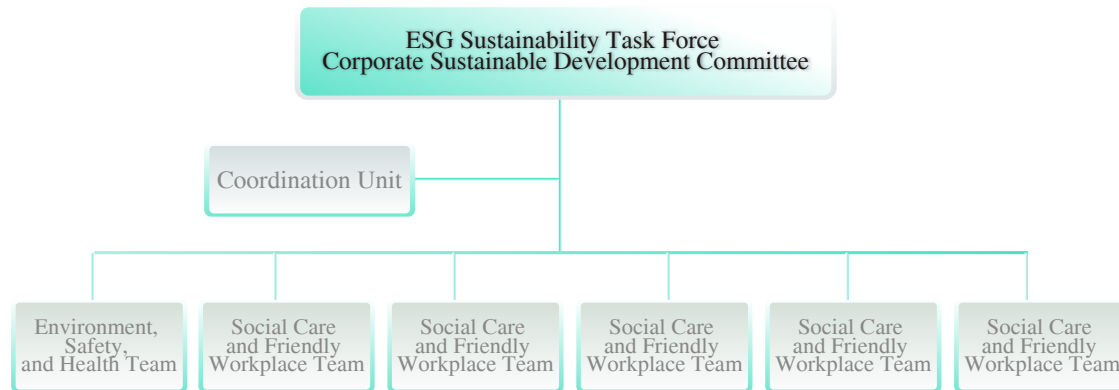 ESG Sustainability Task Force
Corporate Sustainable Development Committee
Coordination Unit
Environment,
Safety,
and Health Team
Social Care
and Friendly
Workplace Team
Social Care
and Friendly
Workplace Team
Social Care
and Friendly
Workplace Team
Social Care
and Friendly
Workplace Team
Social Care
and Friendly
Workplace Team